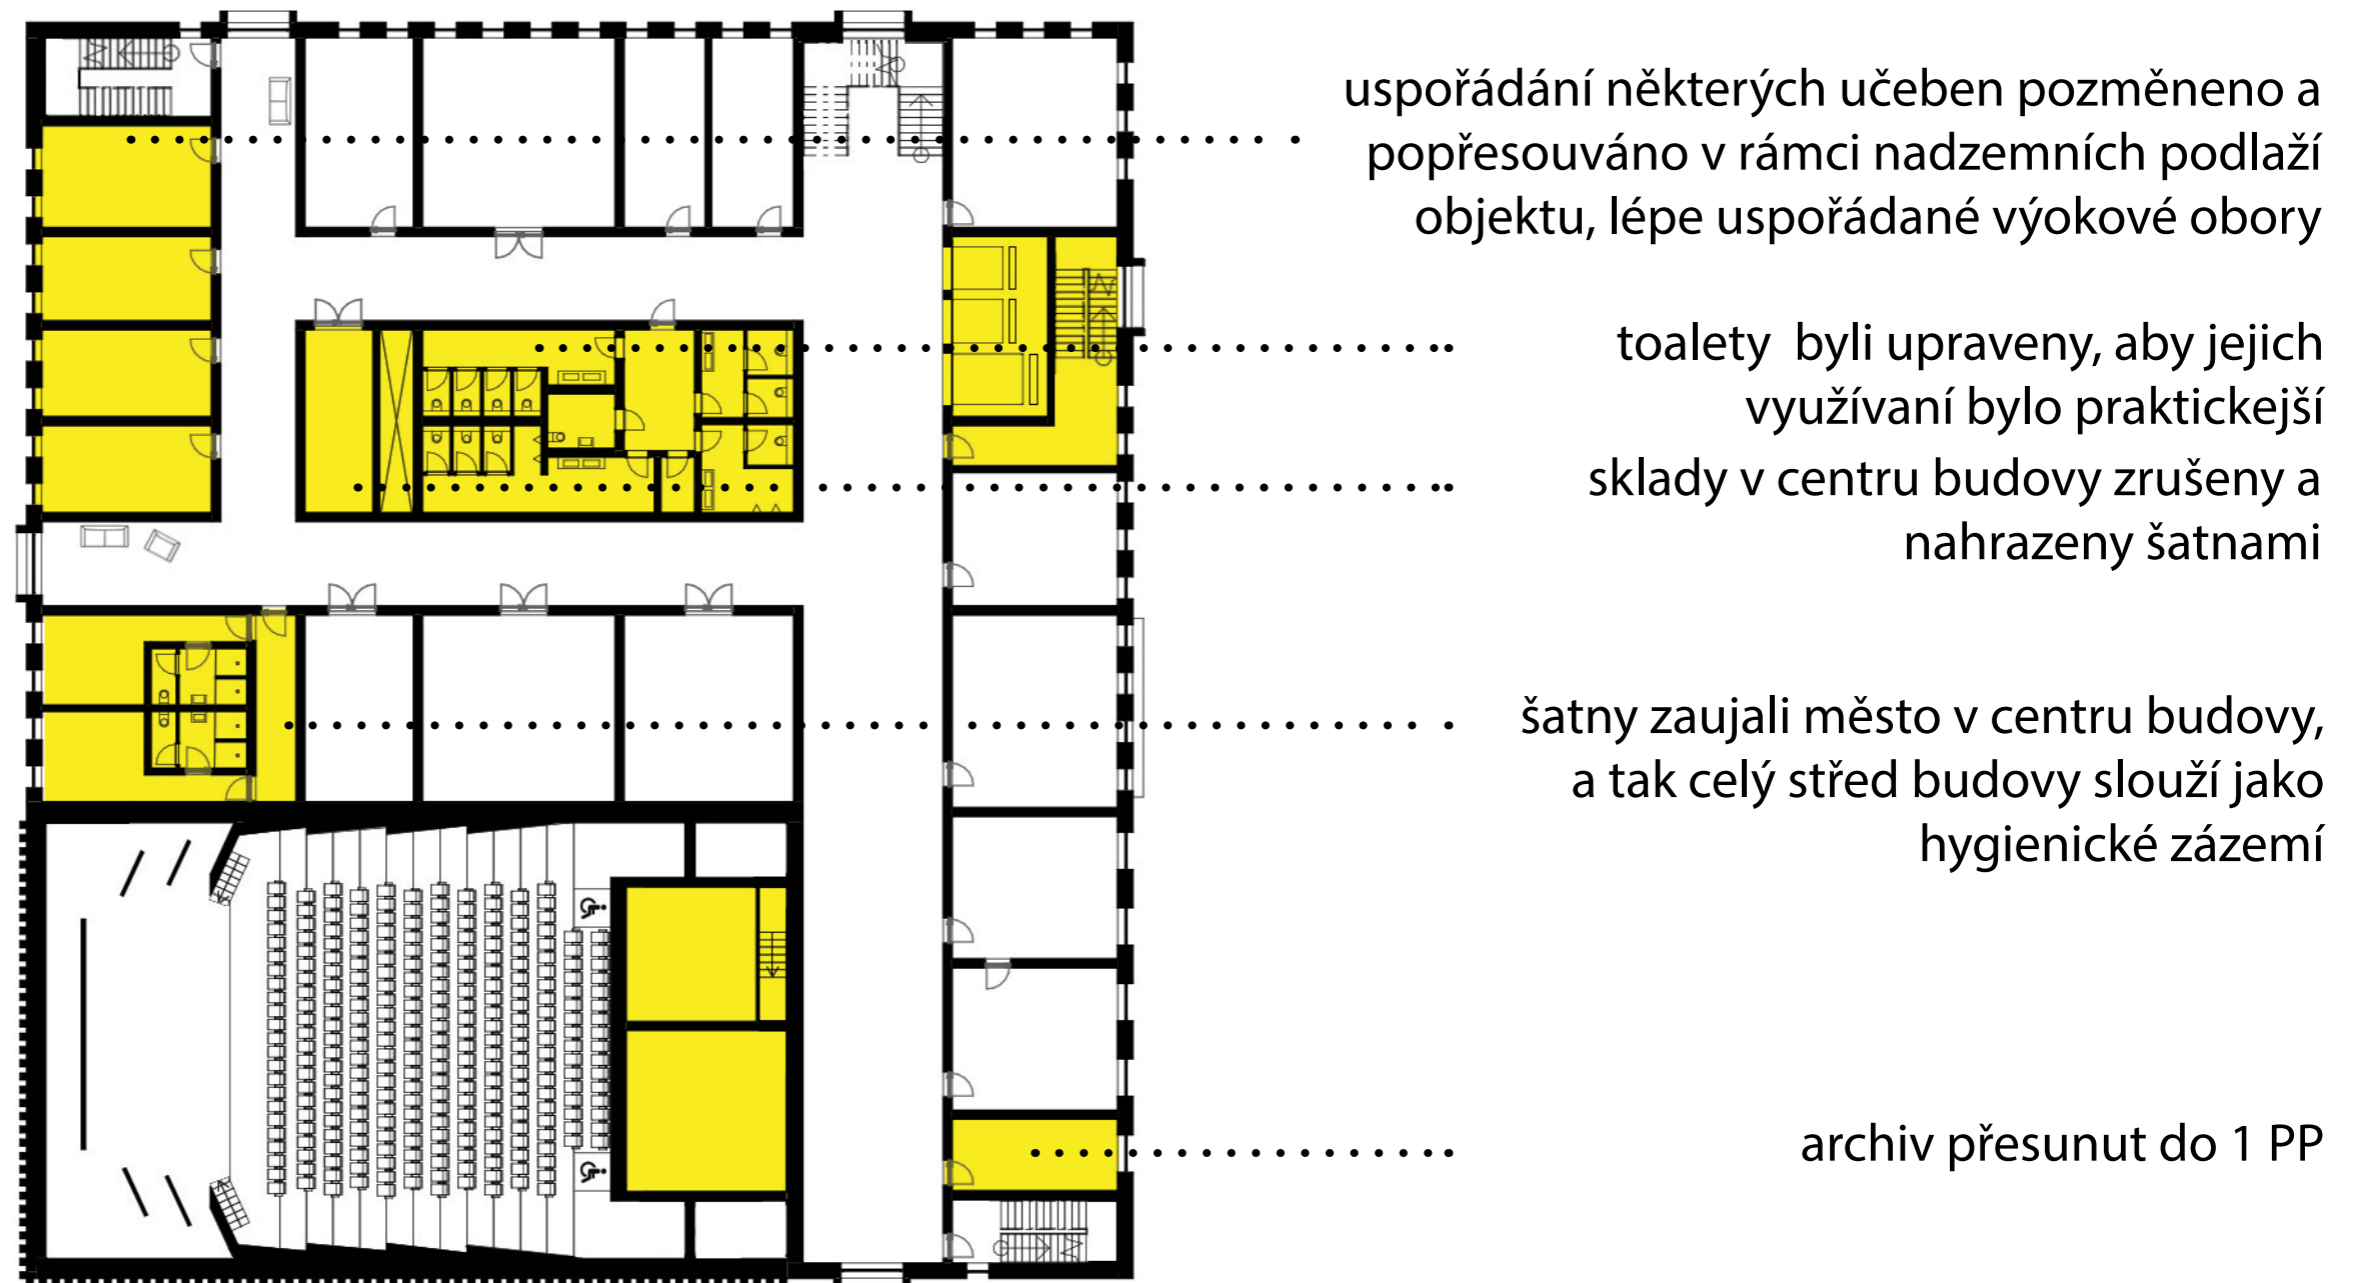 uspořádání některých učeben pozměneno a
popřesouváno v rámci nadzemních podlaží
objektu, lépe uspořádané výokové obory
toalety  byli upraveny, aby jejich
využívaní bylo praktickejší
sklady v centru budovy zrušeny a
nahrazeny šatnami
šatny zaujali město v centru budovy,
a tak celý střed budovy slouží jako
hygienické zázemí
archiv přesunut do 1 PP